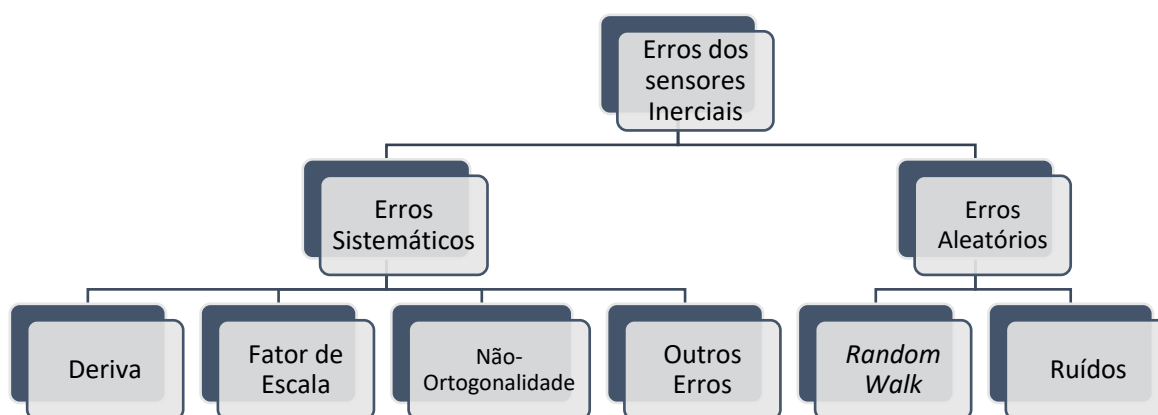 Erros dos
sensores
Inerciais
Erros
Sistemáticos
Erros
Aleatórios
Deriva
Fator de
Escala
Não-
Ortogonalidade
Outros
Erros
Random
Walk
Ruídos